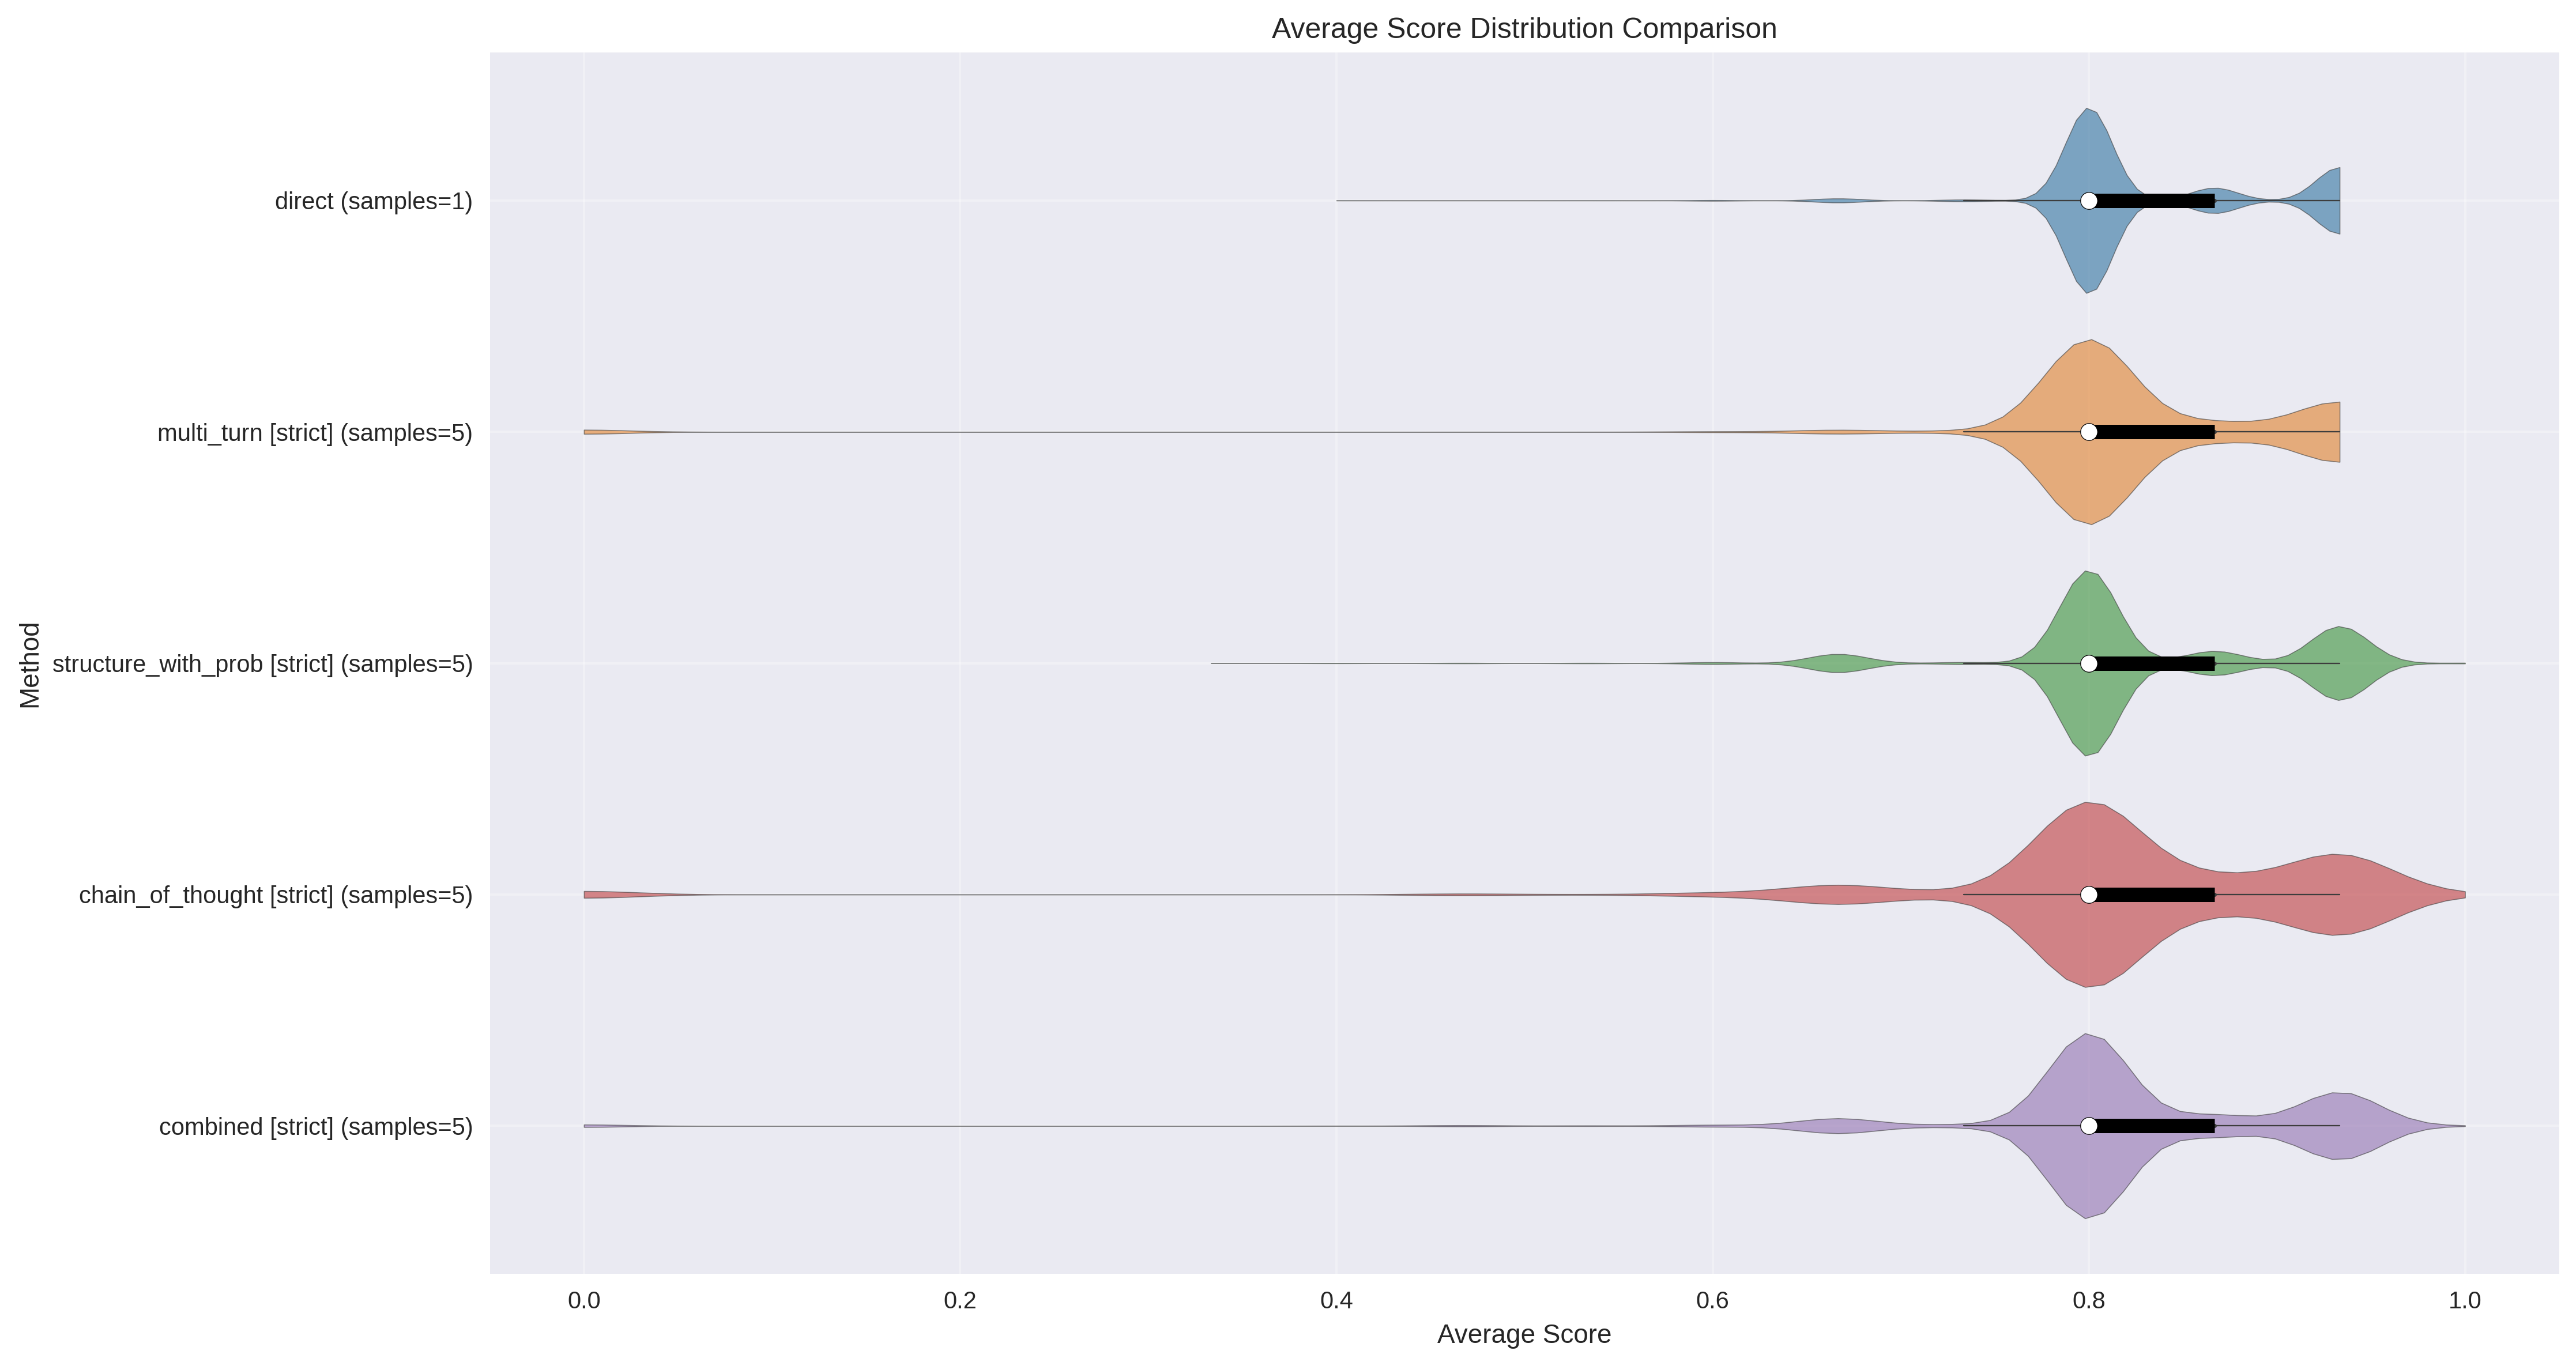 Average Score Distribution Comparison
direct (samples=1)
multi_turn [strict] (samples=5)
structure_with_prob [strict] (samples=5)
chain_of_thought [strict] (samples=5)
combined [strict] (samples=5)
Method
0.0 0.2 0.4 0.6 0.8 1.0
Average Score